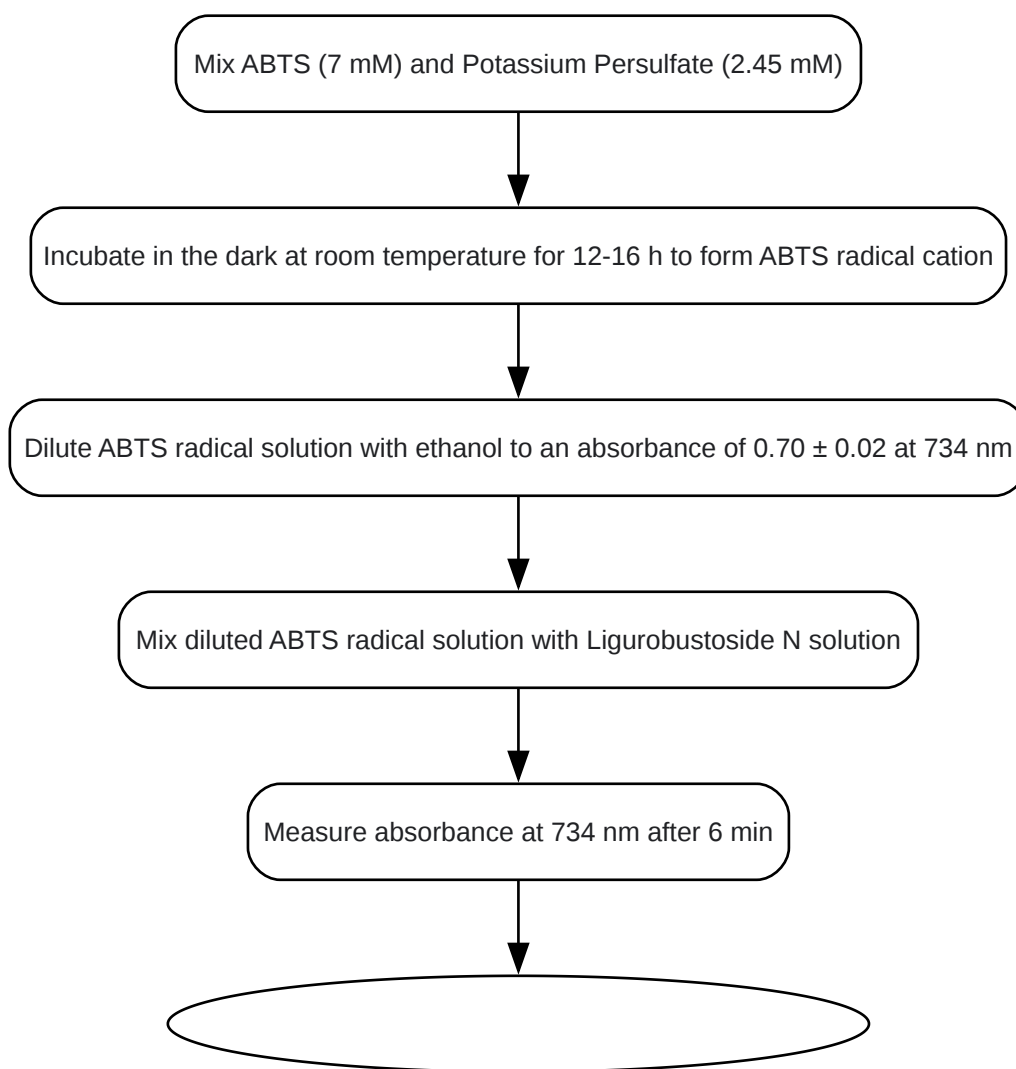 Mix ABTS (7 mM) and Potassium Persulfate (2.45 mM)
Incubate in the dark at room temperature for 12-16 h to form ABTS radical cation
Dilute ABTS radical solution with ethanol to an absorbance of 0.70 ± 0.02 at 734 nm
Mix diluted ABTS radical solution with Ligurobustoside N solution
Measure absorbance at 734 nm after 6 min